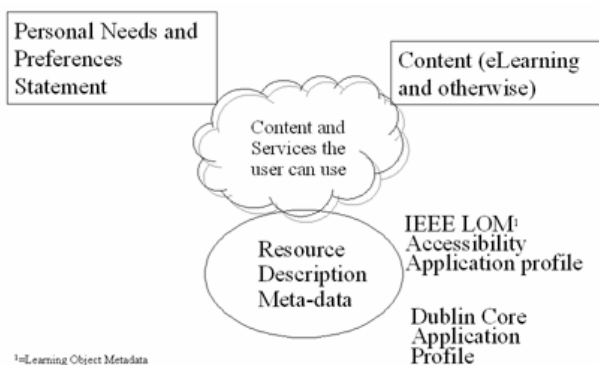 Personal Needs and
Preferences
Statement
Content (eLearning
and otherwise)
Content and
Services the
user can use
Resource
Description
Meta-data
IEEE LOM¹
Accessibility
Application profile
Dublin Core
Application
Profile
¹=Learning Object Metadata